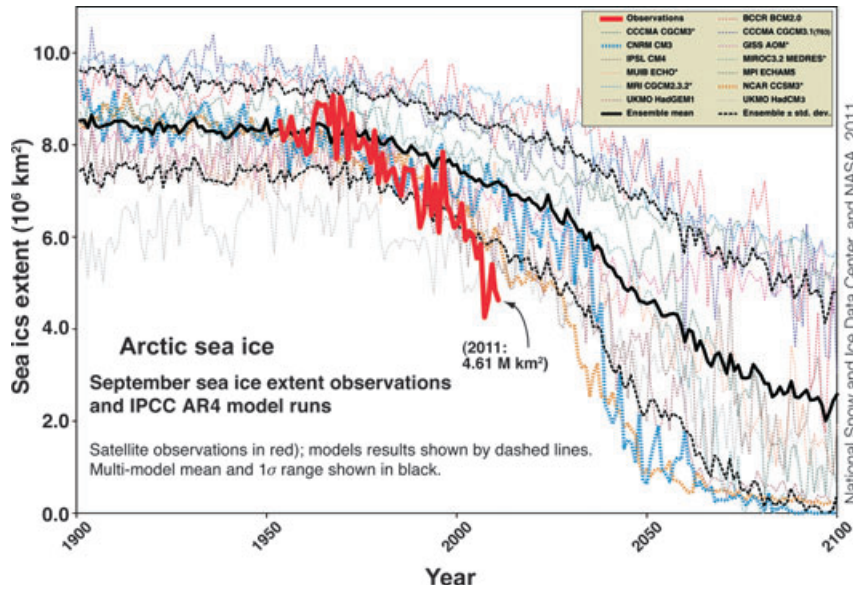 Observations
BCCR BCM2.0
CCCMA CGCM3*
CCCMA CGCM3.1(T63)
CNRM CM3
GISS AOM*
IPSL CM4
MIROC3.2 MEDRES*
MUIB ECHO*
MPI ECHAM5
MRI CGCM2.3.2*
NCAR CCSM3*
UKMO HadGEM1
UKMO HadCM3
Ensemble mean
Ensemble ± std. dev.
10.0
8.0
6.0
4.0
2.0
0.0
Sea ics extent (10⁶ km²)
(2011:
4.61 M km²)
Arctic sea ice
September sea ice extent observations
and IPCC AR4 model runs
Satellite observations in red); models results shown by dashed lines.
Multi-model mean and 1σ range shown in black.
1900
1950
2000
2050
2100
Year
National Snow and Ice Data Center, and NASA, 2011